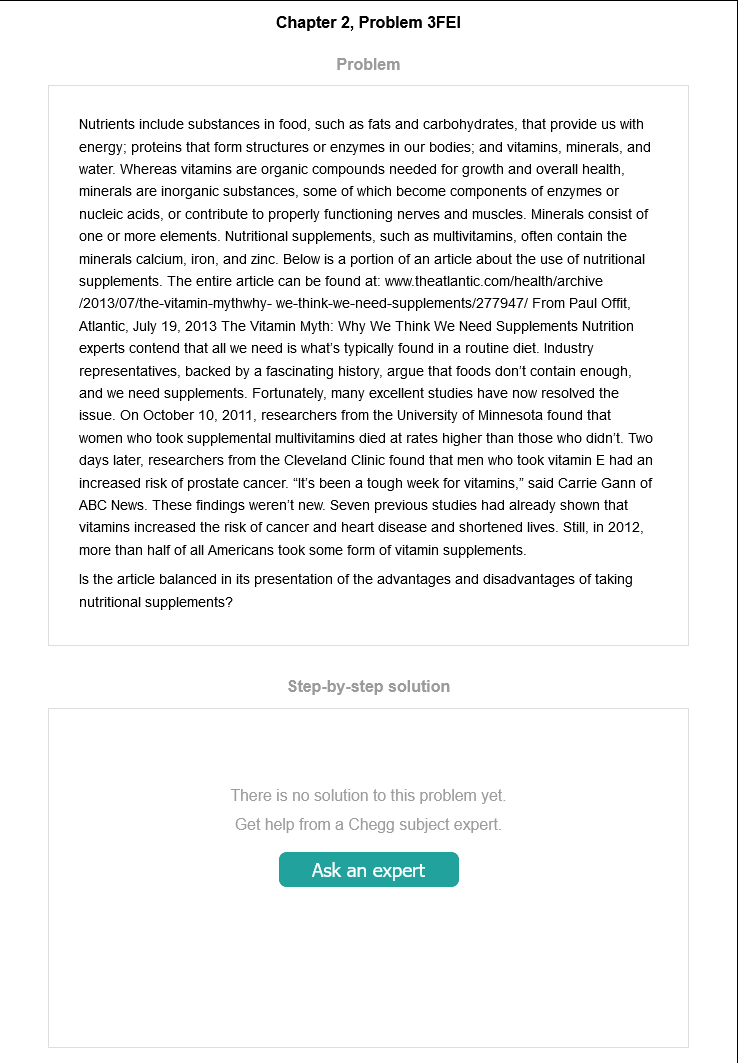 Chapter 2, Problem 3FEI
Problem
Nutrients include substances in food, such as fats and carbohydrates, that provide us with
energy; proteins that form structures or enzymes in our bodies; and vitamins, minerals, and
water. Whereas vitamins are organic compounds needed for growth and overall health,
minerals are inorganic substances, some of which become components of enzymes or
nucleic acids, or contribute to properly functioning nerves and muscles. Minerals consist of
one or more elements. Nutritional supplements, such as multivitamins, often contain the
minerals calcium, iron, and zinc. Below is a portion of an article about the use of nutritional
supplements. The entire article can be found at: www.theatlantic.com/health/archive
/2013/07/the-vitamin-mythwhy- we-think-we-need-supplements/277947/ From Paul Offit,
Atlantic, July 19, 2013 The Vitamin Myth: Why We Think We Need Supplements Nutrition
experts contend that all we need is what’s typically found in a routine diet. Industry
representatives, backed by a fascinating history, argue that foods don’t contain enough,
and we need supplements. Fortunately, many excellent studies have now resolved the
issue. On October 10, 2011, researchers from the University of Minnesota found that
women who took supplemental multivitamins died at rates higher than those who didn’t. Two
days later, researchers from the Cleveland Clinic found that men who took vitamin E had an
increased risk of prostate cancer. “It’s been a tough week for vitamins,” said Carrie Gann of
ABC News. These findings weren’t new. Seven previous studies had already shown that
vitamins increased the risk of cancer and heart disease and shortened lives. Still, in 2012,
more than half of all Americans took some form of vitamin supplements.
Is the article balanced in its presentation of the advantages and disadvantages of taking
nutritional supplements?
Step-by-step solution
There is no solution to this problem yet.
Get help from a Chegg subject expert.
Ask an expert